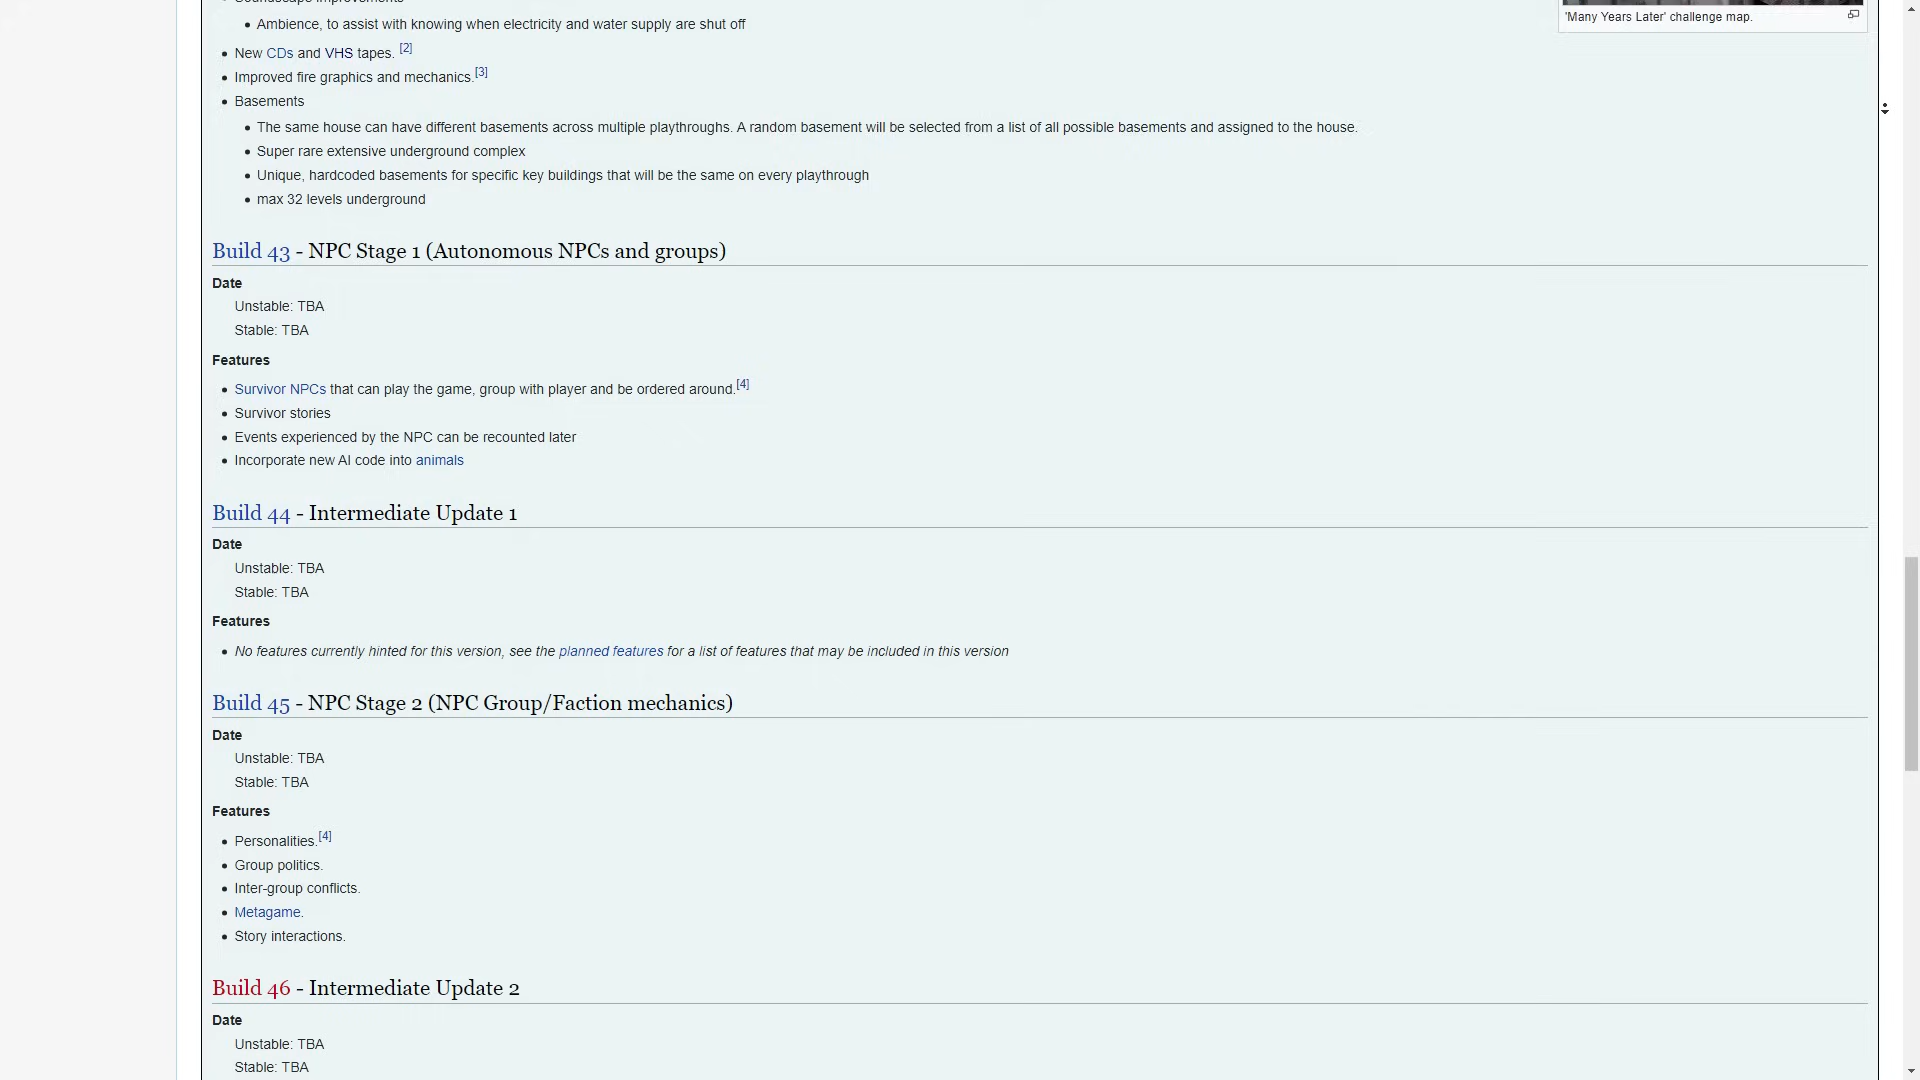 Soundscape improvements
Ambience, to assist with knowing when electricity and water supply are shut off
'Many Years Later' challenge map.
New CDs and VHS tapes. [2]
Improved fire graphics and mechanics.[3]
Basements
The same house can have different basements across multiple playthroughs. A random basement will be selected from a list of all possible basements and assigned to the house.
Super rare extensive underground complex
Unique, hardcoded basements for specific key buildings that will be the same on every playthrough
max 32 levels underground
Build 43 - NPC Stage 1 (Autonomous NPCs and groups)
Date
Unstable: TBA
Stable: TBA
Features
Survivor NPCs that can play the game, group with player and be ordered around.[4]
Survivor stories
Events experienced by the NPC can be recounted later
Incorporate new AI code into animals
Build 44 - Intermediate Update 1
Date
Unstable: TBA
Stable: TBA
Features
No features currently hinted for this version, see the planned features for a list of features that may be included in this version
Build 45 - NPC Stage 2 (NPC Group/Faction mechanics)
Date
Unstable: TBA
Stable: TBA
Features
Personalities.[4]
Group politics.
Inter-group conflicts.
Metagame.
Story interactions.
Build 46 - Intermediate Update 2
Date
Unstable: TBA
Stable: TBA